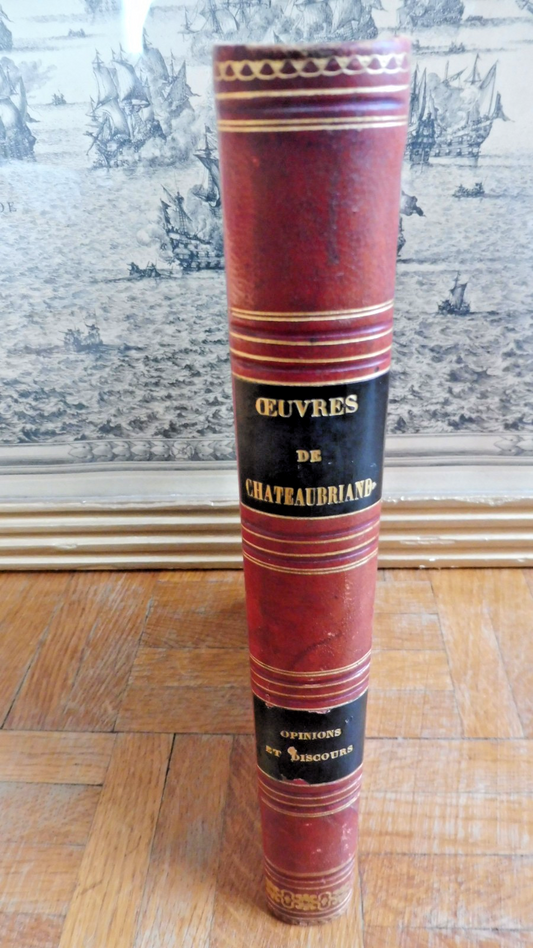 ŒUVRES
DE
CHATEAUBRIAND
OPINIONS
ET DISCOURS